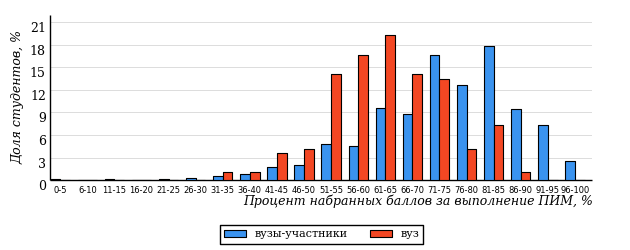 Доля студентов, %
21
18
15
12
9
6
3
0
0-5 6-10 11-15 16-20 21-25 26-30 31-35 36-40 41-45 46-50 51-55 56-60 61-65 66-70 71-75 76-80 81-85 86-90 91-95 96-100
Процент набранных баллов за выполнение ПИМ, %
вузы-участники вуз